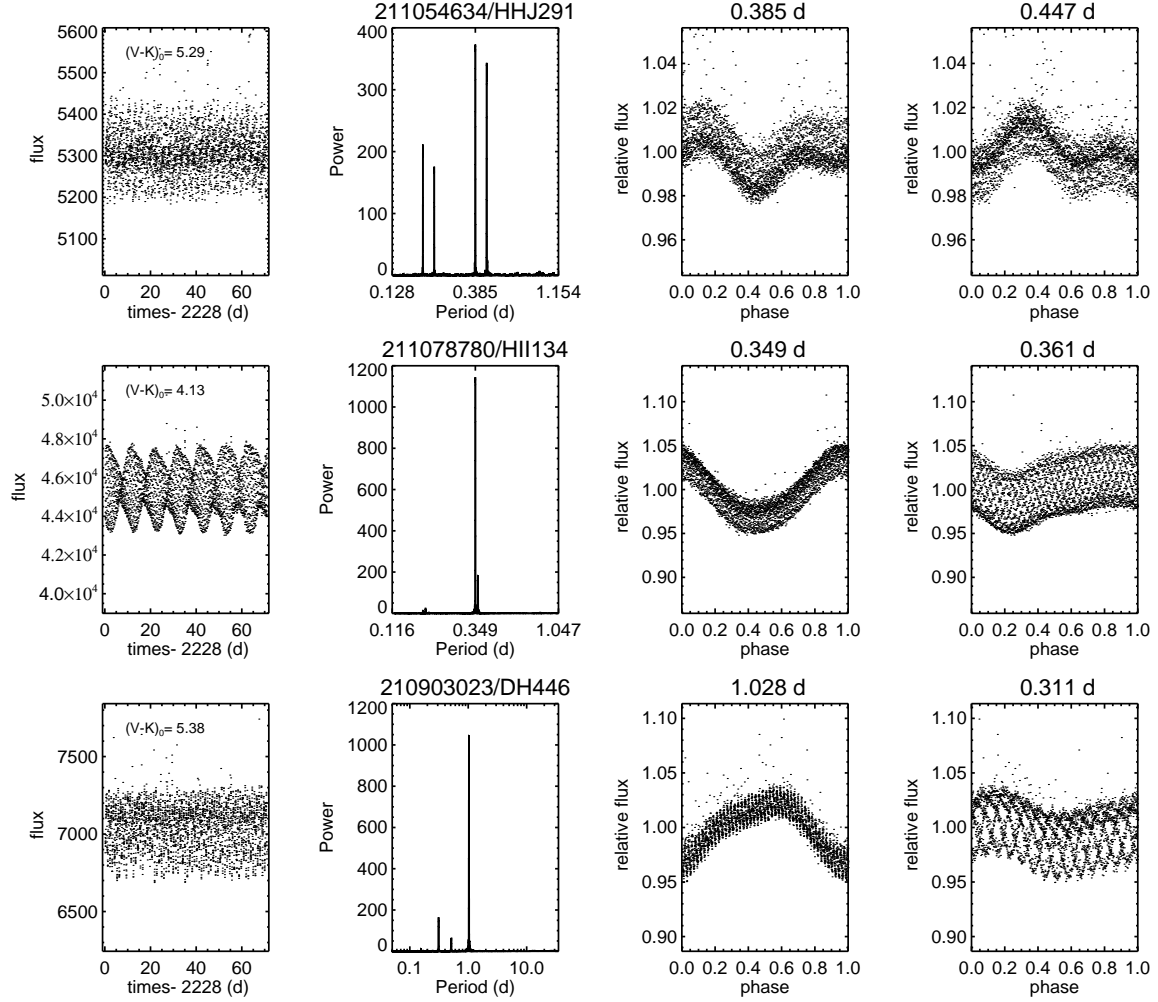 211054634/HHJ291
0.385 d
0.447 d
(V-K)₀= 5.29
5600
5500
5400
5300
5200
5100
flux
0 20 40 60
times- 2228 (d)
400
300
200
100
0
Power
0.128 0.385 1.154
Period (d)
1.04
1.02
1.00
0.98
0.96
relative flux
0.0 0.2 0.4 0.6 0.8 1.0
phase
1.04
1.02
1.00
0.98
0.96
relative flux
0.0 0.2 0.4 0.6 0.8 1.0
phase
211078780/HII134
0.349 d
0.361 d
(V-K)₀= 4.13
5.0×10⁴
4.8×10⁴
4.6×10⁴
4.4×10⁴
4.2×10⁴
4.0×10⁴
flux
0 20 40 60
times- 2228 (d)
1200
1000
800
600
400
200
0
Power
0.116 0.349 1.047
Period (d)
1.10
1.05
1.00
0.95
0.90
relative flux
0.0 0.2 0.4 0.6 0.8 1.0
phase
1.10
1.05
1.00
0.95
0.90
relative flux
0.0 0.2 0.4 0.6 0.8 1.0
phase
210903023/DH446
1.028 d
0.311 d
(V-K)₀= 5.38
7500
7000
6500
flux
0 20 40 60
times- 2228 (d)
1200
1000
800
600
400
200
0
Power
0.1 1.0 10.0
Period (d)
1.10
1.05
1.00
0.95
0.90
relative flux
0.0 0.2 0.4 0.6 0.8 1.0
phase
1.10
1.05
1.00
0.95
0.90
relative flux
0.0 0.2 0.4 0.6 0.8 1.0
phase